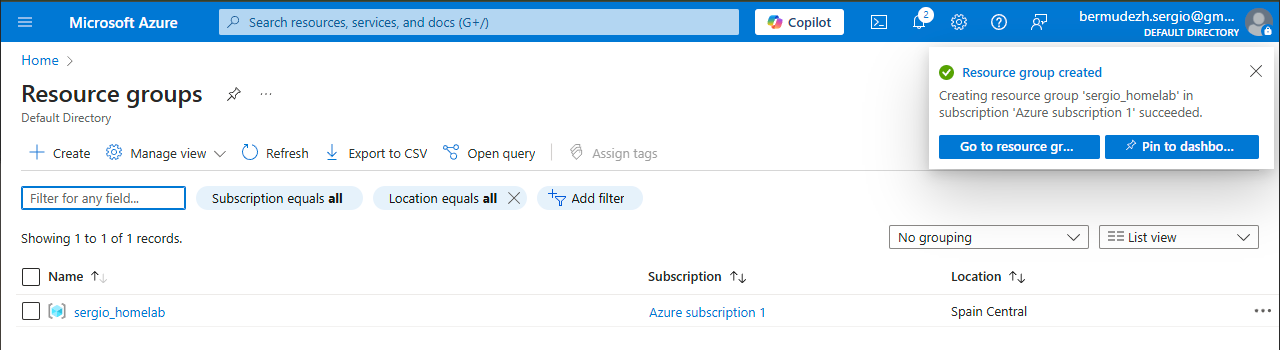 Microsoft Azure
Search resources, services, and docs (G+/)
Copilot
2
bermudezh.sergio@gm...
DEFAULT DIRECTORY
Home
Resource groups
...
Default Directory
Resource group created
Creating resource group 'sergio_homelab' in
subscription 'Azure subscription 1' succeeded.
Go to resource gr...
Pin to dashbo...
Create
Manage view
Refresh
Export to CSV
Open query
Assign tags
Filter for any field...
Subscription equals all
Location equals all
Add filter
Showing 1 to 1 of 1 records.
No grouping
List view
Name
Subscription
Location
sergio_homelab
Azure subscription 1
Spain Central
...